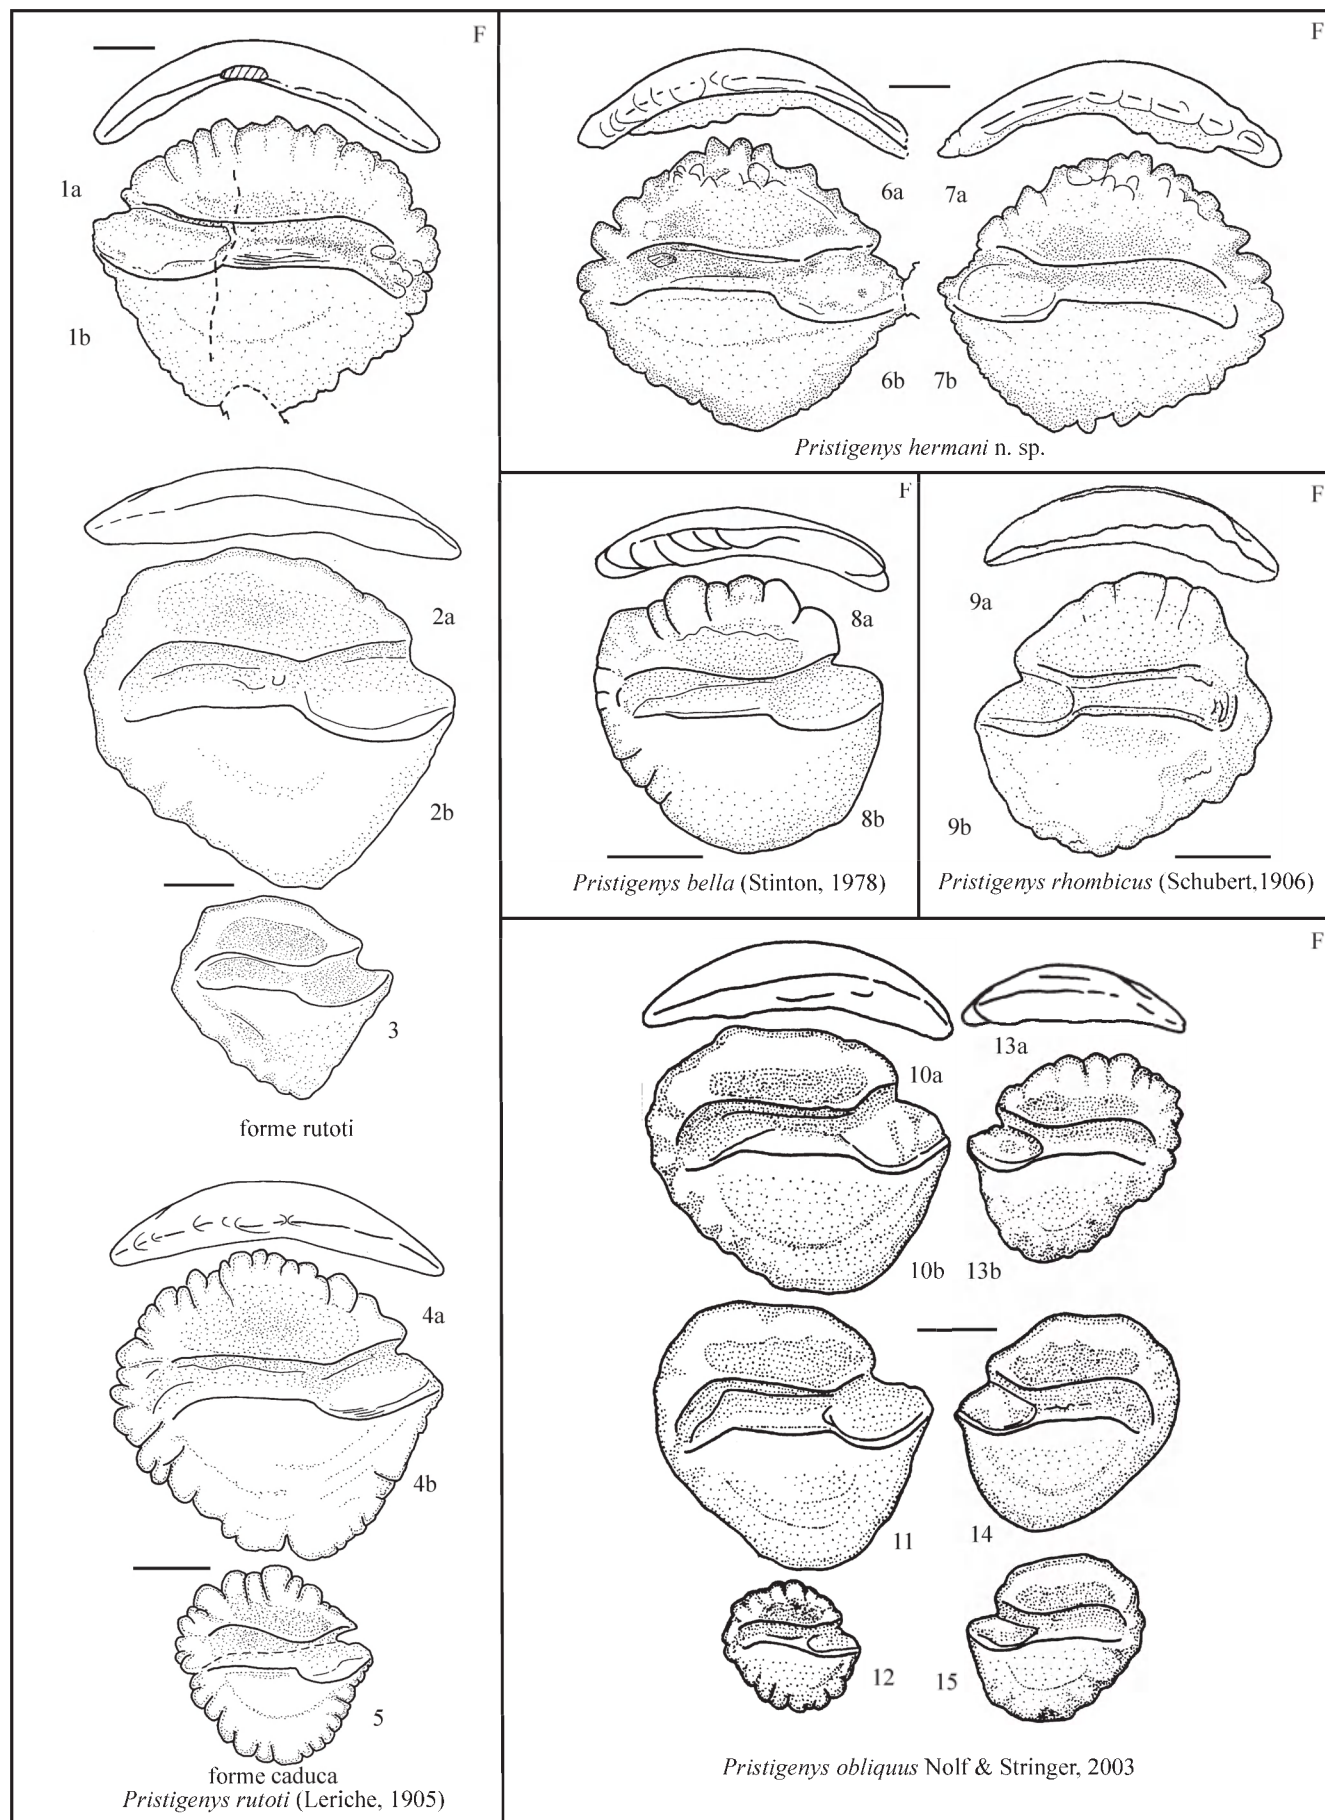 F
1a
1b
2a
2b
3
forme rutoti
4a
4b
5
forme caduca
Pristigenys rutoti (Leriche, 1905)
F
6a 7a
6b 7b
Pristigenys hermani n. sp.
F
8a
8b
Pristigenys bella (Stinton, 1978)
F
9a
9b
Pristigenys rhombicus (Schubert,1906)
F
10a
13a
10b 13b
11
14
12
15
Pristigenys obliquus Nolf & Stringer, 2003